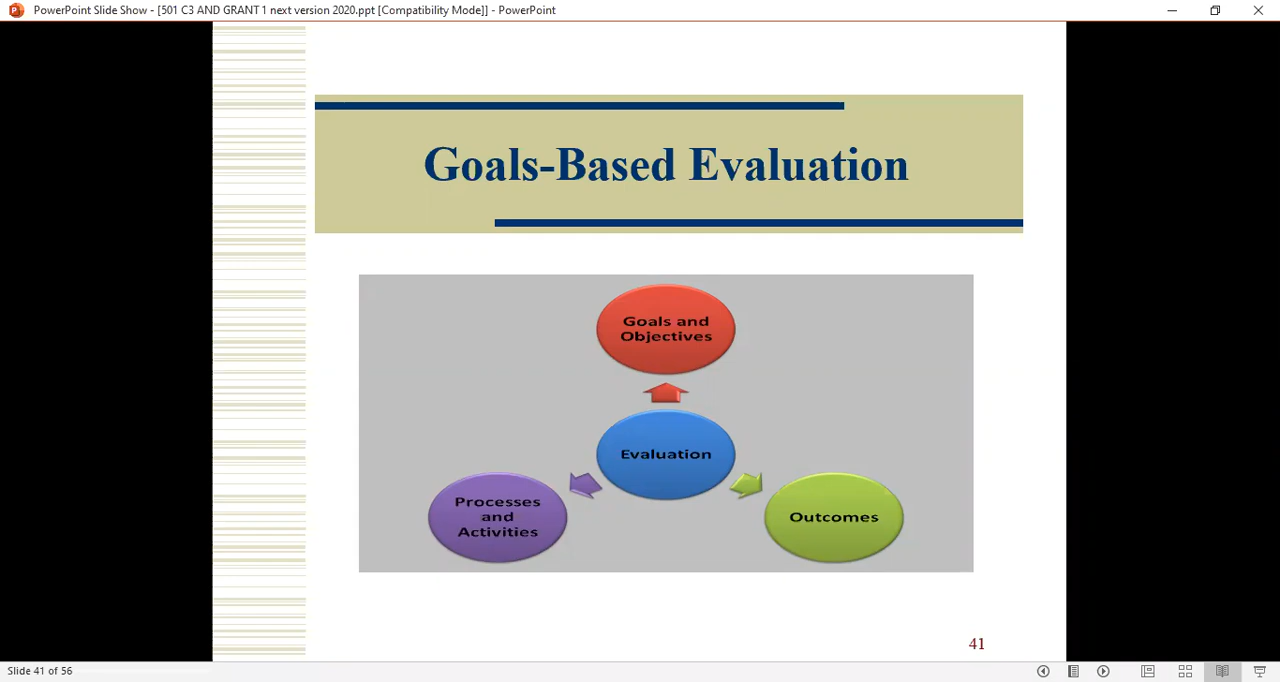 PowerPoint Slide Show - [501 C3 AND GRANT 1 next version 2020.ppt [Compatibility Mode]] - PowerPoint
Goals-Based Evaluation
Goals and
Objectives
Evaluation
Processes
and
Activities
Outcomes
41
Slide 41 of 56